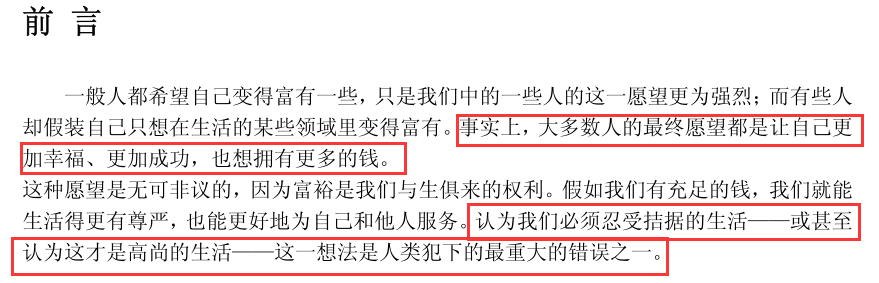 前 言
一般人都希望自己变得富有一些，只是我们中的一些人的这一愿望更为强烈；而有些人
却假装自己只想在生活的某些领域里变得富有。事实上，大多数人的最终愿望都是让自己更
加幸福、更加成功，也想拥有更多的钱。
这种愿望是无可非议的，因为富裕是我们与生俱来的权利。假如我们有充足的钱，我们就能
生活得更有尊严，也能更好地为自己和他人服务。认为我们必须忍受拮据的生活——或甚至
认为这才是高尚的生活——这一想法是人类犯下的最重大的错误之一。